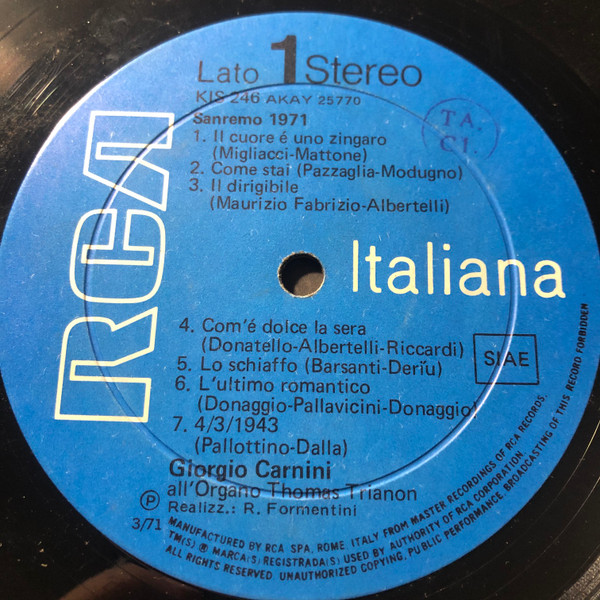 Lato 1 Stereo
KIS 246 AKAY 25770
Sanremo 1971
TA.
CI.
1. Il cuore é uno zingaro
(Migliacci-Mattone)
2. Come stai (Pazzaglia-Modugno)
3. Il dirigibile
(Maurizio Fabrizio-Albertelli)
RCA Italiana
4. Com'é dolce la sera
(Donatello-Albertelli-Riccardi)
5. Lo schiaffo (Barsanti-Deriu)
SIAE
6. L'ultimo romantico
(Donaggio-Pallavicini-Donaggio)
7. 4/3/1943
(Pallottino-Dalla)
Giorgio Carnini
all'Organo Thomas Trianon
Realizz.: R. Formentini
Ⓟ
3/71
MANUFACTURED BY RCA SPA, ROME, ITALY FROM MASTER RECORDINGS OF RCA RECORDS.
TM(S) ® MARCA(S) REGISTRADA(S) USED BY AUTHORITY OF RCA CORPORATION.
ALL RIGHTS RESERVED. UNAUTHORIZED COPYING, PUBLIC PERFORMANCE, BROADCASTING OF THIS RECORD FORBIDDEN